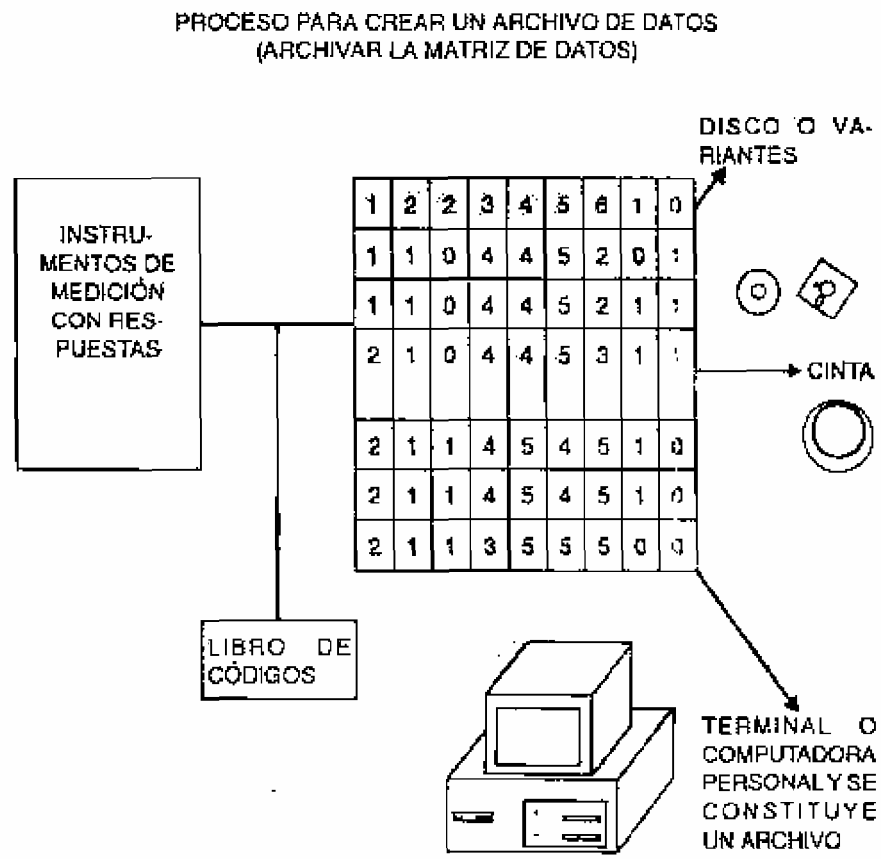 PROCESO PARA CREAR UN ARCHIVO DE DATOS
(ARCHIVAR LA MATRIZ DE DATOS)
DISCO O VA-
RIANTES
INSTRU-
MENTOS DE
MEDICIÓN
CON RES-
PUESTAS
1 2 2 3 4 5 6 1 0
1 1 0 4 4 5 2 0 1
1 1 0 4 4 5 2 1 1
2 1 0 4 4 5 3 1 1
2 1 1 4 5 4 5 1 0
2 1 1 4 5 4 5 1 0
2 1 1 3 5 5 5 0 0
CINTA
LIBRO DE
CÓDIGOS
TERMINAL O
COMPUTADORA
PERSONAL Y SE
CONSTITUYE
UN ARCHIVO